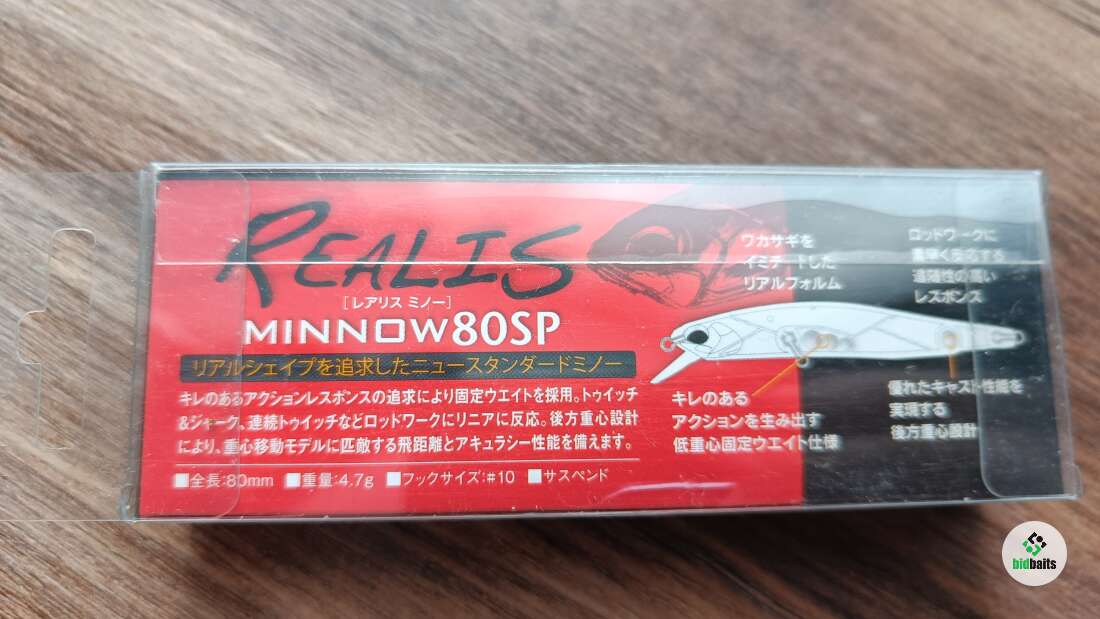 REALIS
[レアリス ミノー]
MINNOW80SP
リアルシェイプを追求したニュースタンダードミノー
キレのあるアクションレスポンスの追求により固定ウエイトを採用。トゥイッチ
&ジャーク、連続トゥイッチなどロッドワークにリニアに反応。後方重心設計
により、重心移動モデルに匹敵する飛距離とアキュラシー性能を備えます。
■全長:80mm ■重量:4.7g ■フックサイズ:#10 ■サスペンド
ワカサギを
イミテートした
リアルフォルム
ロッドワークに
素早く反応する
追随性の高い
レスポンス
キレのある
アクションを生み出す
低重心固定ウエイト仕様
優れたキャスト性能を
実現する
後方重心設計
bidbaits